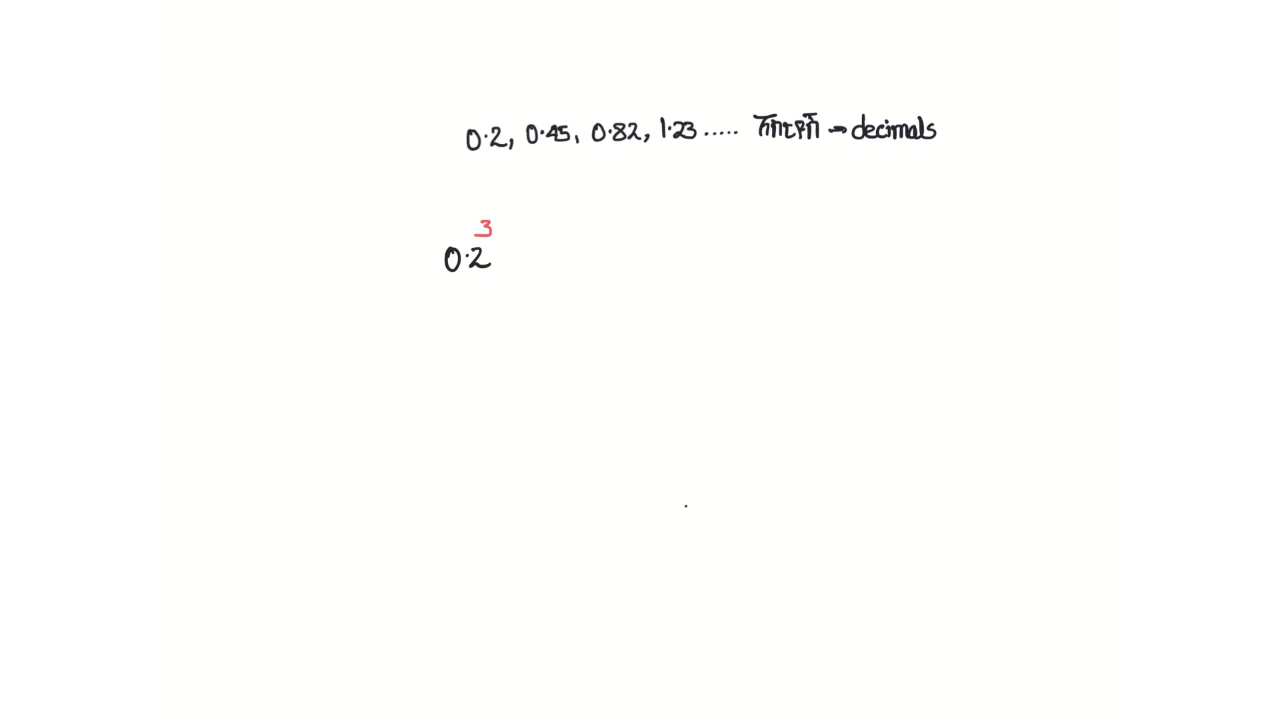 0.2, 0.45, 0.82, 1.23 ..... → decimals
3
0.2